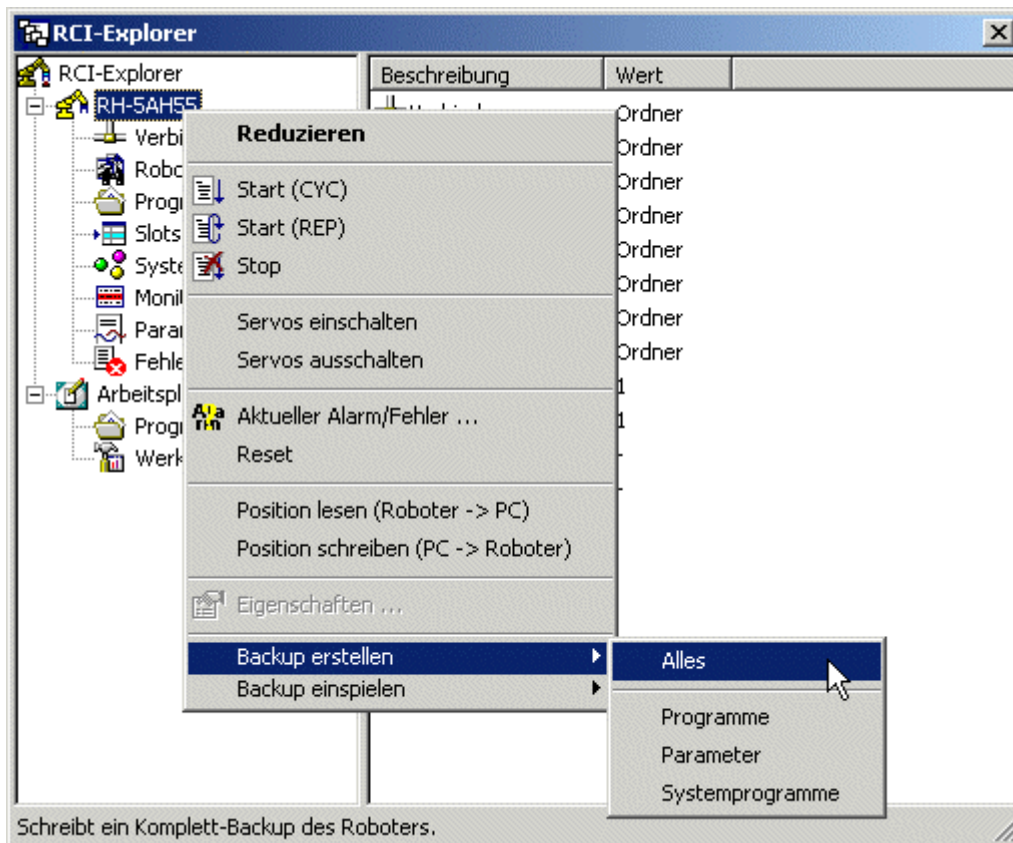 RCI-Explorer
RCI-Explorer
Beschreibung Wert
RH-5AH55
Ordner
Reduzieren
Ordner
Ordner
Start (CYC)
Ordner
Start (REP)
Slots
Ordner
Stop
Ordner
Ordner
Servos einschalten
Ordner
Servos ausschalten
1
Aktueller Alarm/Fehler ...
1
Reset
-
Position lesen (Roboter -> PC)
-
Position schreiben (PC -> Roboter)
Eigenschaften ...
Backup erstellen
Alles
Backup einspielen
Programme
Parameter
Systemprogramme
Schreibt ein Komplett-Backup des Roboters.